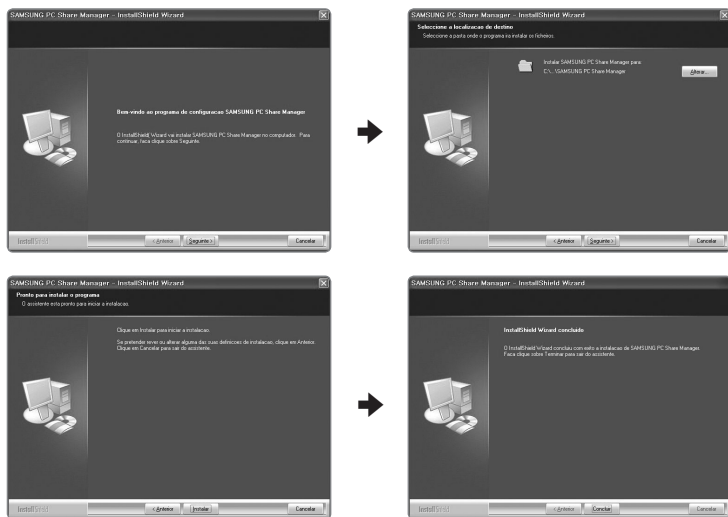 SAMSUNG PC Share Manager - InstallShield Wizard
Bem-vindo ao programa de configuracao SAMSUNG PC Share Manager
O InstallShield Wizard vai instalar SAMSUNG PC Share Manager no computador. Para
continuar, faca clique sobre Seguinte.
InstallShield
< Anterior
Seguinte >
Cancelar
SAMSUNG PC Share Manager - InstallShield Wizard
Seleccione a localizacao de destino
Seleccione a pasta onde o programa ira instalar os ficheiros.
Instalar SAMSUNG PC Share Manager para:
C:\...\SAMSUNG PC Share Manager
Alterar...
InstallShield
< Anterior
Seguinte >
Cancelar
SAMSUNG PC Share Manager - InstallShield Wizard
Pronto para instalar o programa
O assistente esta pronto para iniciar a instalacao.
Clique em Instalar para iniciar a instalacao.
Se pretender rever ou alterar alguma das suas definicoes de instalacao, clique em Anterior.
Clique em Cancelar para sair do assistente.
InstallShield
< Anterior
Instalar
Cancelar
SAMSUNG PC Share Manager - InstallShield Wizard
InstallShield Wizard concluido
O InstallShield Wizard concluiu com exito a instalacao de SAMSUNG PC Share Manager.
Faca clique sobre Terminar para sair do assistente.
InstallShield
< Anterior
Concluir
Cancelar